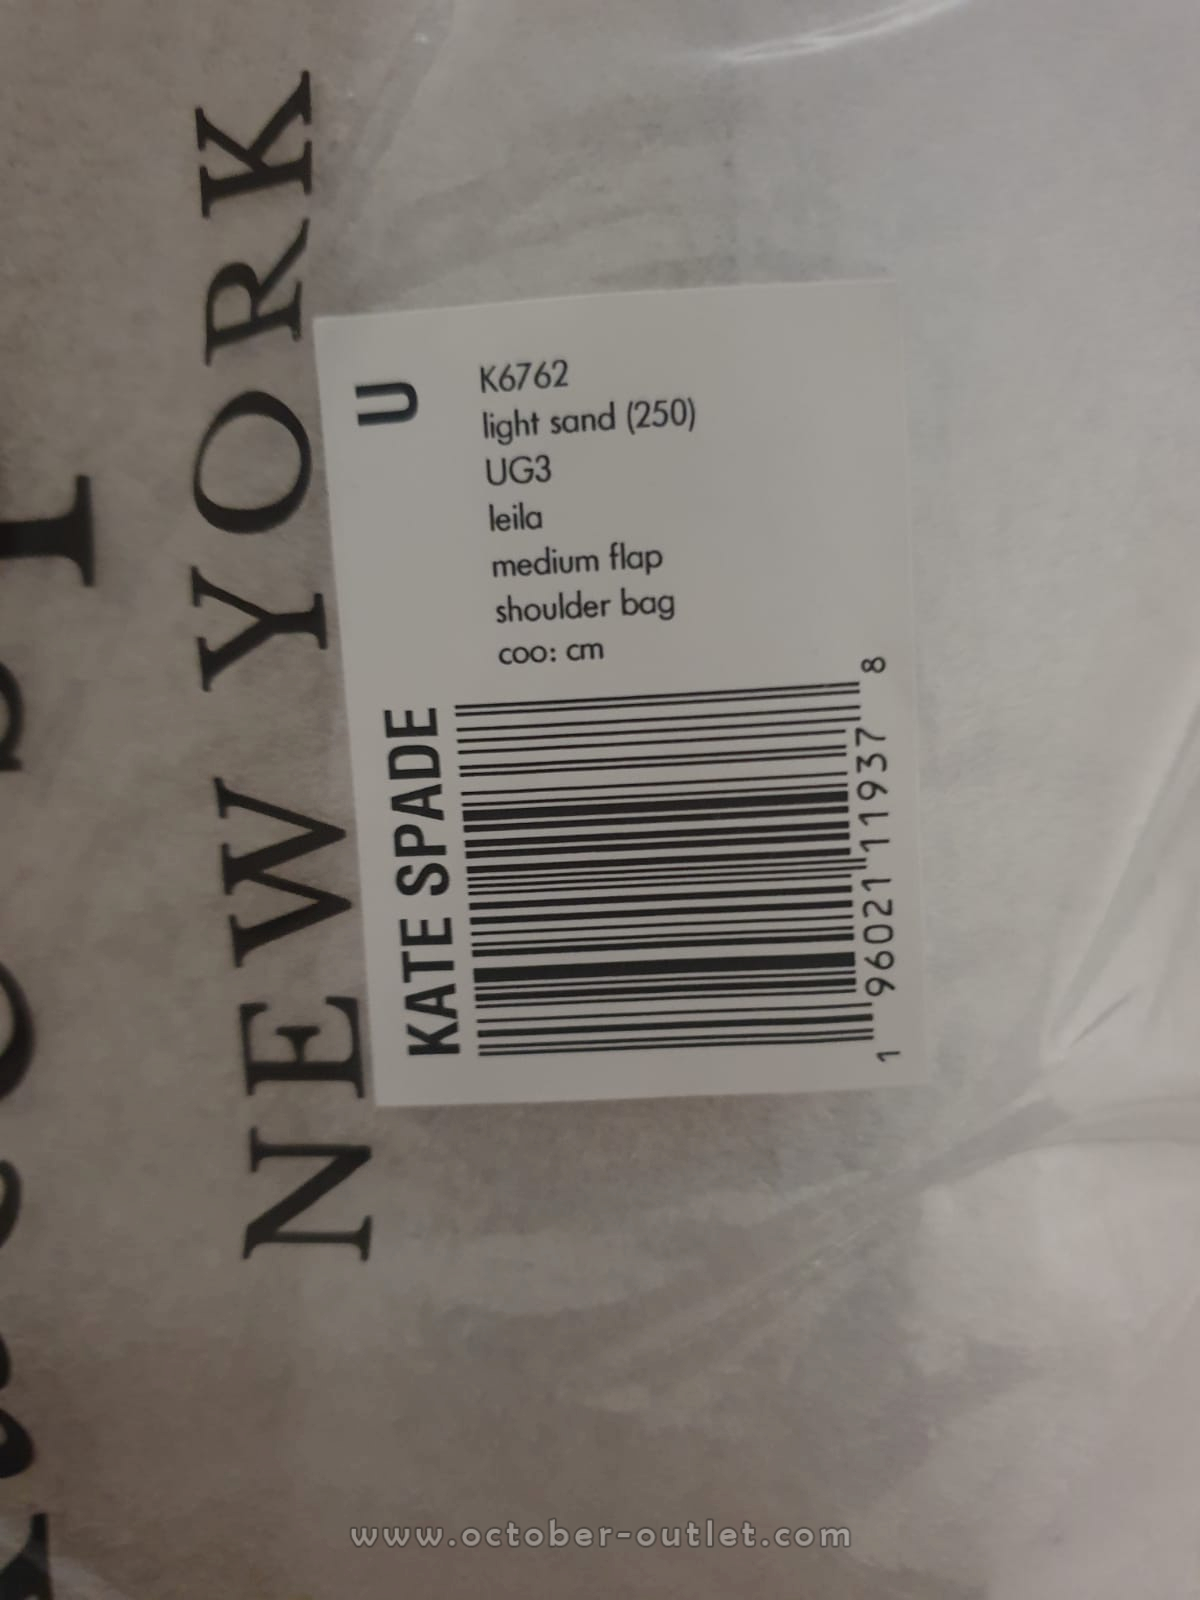 NEW YORK
U
K6762
light sand (250)
UG3
leila
medium flap
shoulder bag
coo: cm
KATE SPADE
1 96021 11937 8
www.october-outlet.com